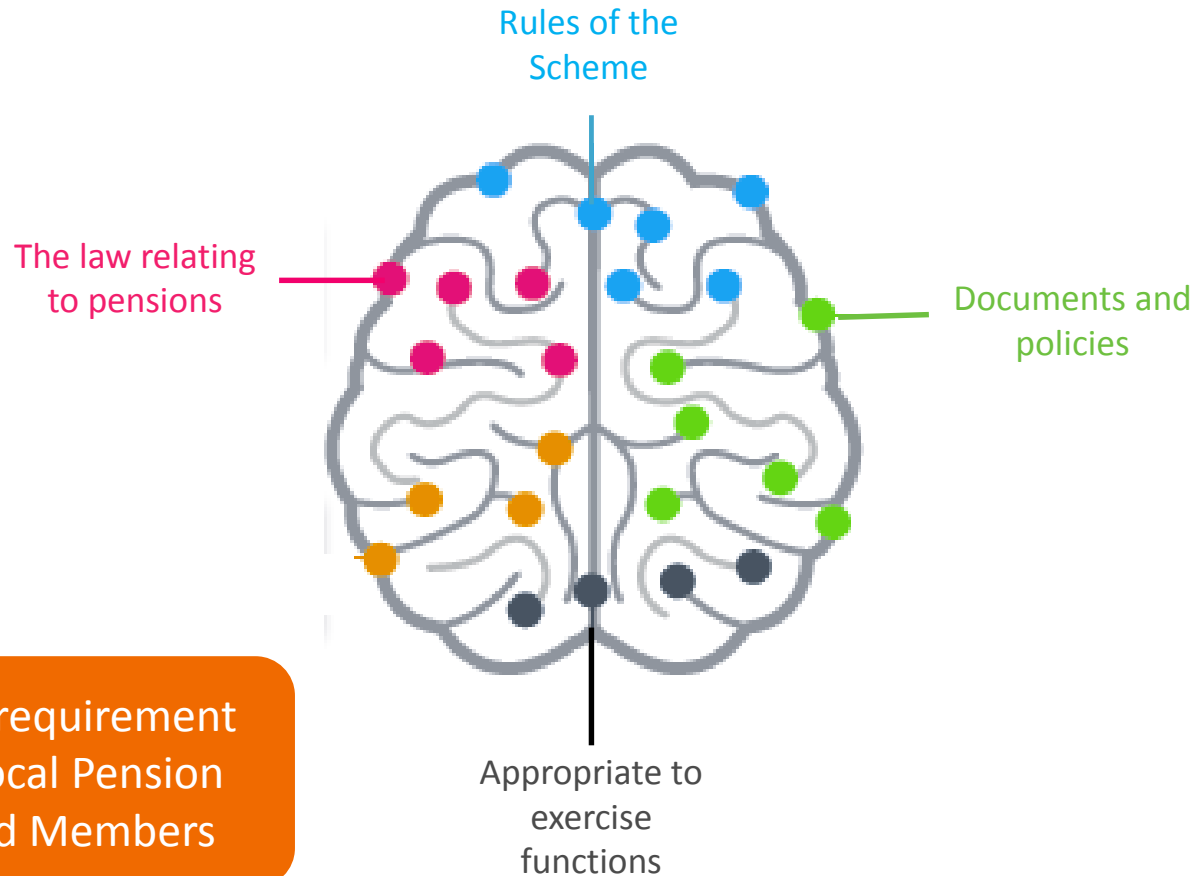 Rules of the
Scheme
The law relating
to pensions
Documents and
policies
requirement
ocal Pension
d Members
Appropriate to
exercise
functions